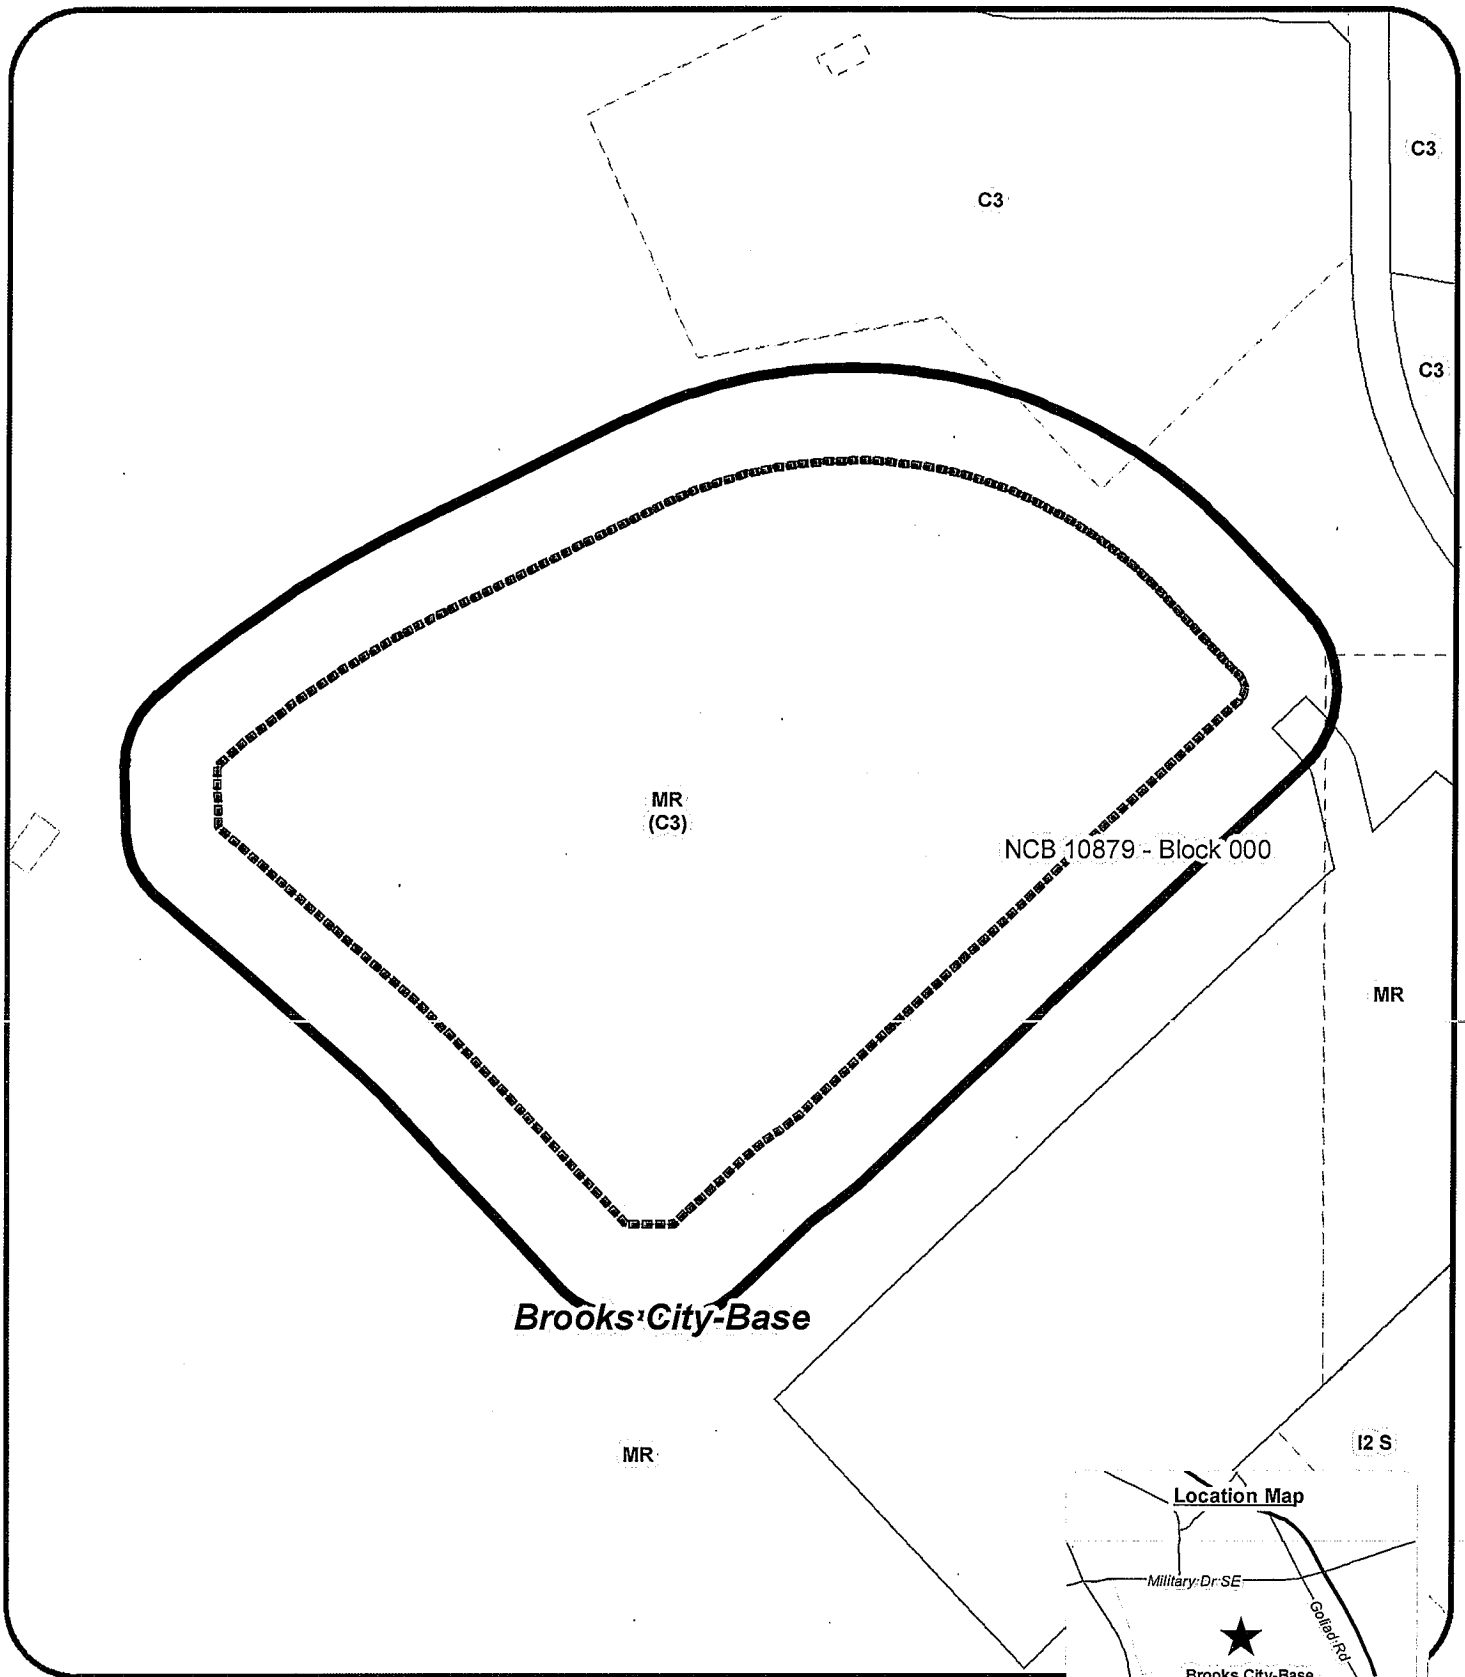 C3
C3
C3
MR
(C3)
NCB 10879 - Block 000
MR
Brooks City-Base
MR
I2 S
Location Map
Military Dr SE
Goliad Rd
Brooks City-Base